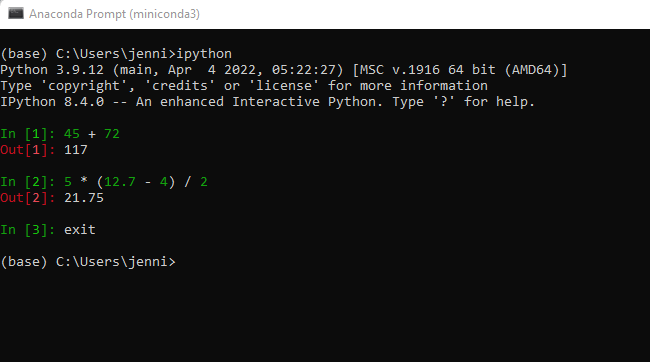 Anaconda Prompt (miniconda3)
(base) C:\Users\jenni>ipython
Python 3.9.12 (main, Apr  4 2022, 05:22:27) [MSC v.1916 64 bit (AMD64)]
Type 'copyright', 'credits' or 'license' for more information
IPython 8.4.0 -- An enhanced Interactive Python. Type '?' for help.
In [1]: 45 + 72
Out[1]: 117
In [2]: 5 * (12.7 - 4) / 2
Out[2]: 21.75
In [3]: exit
(base) C:\Users\jenni>